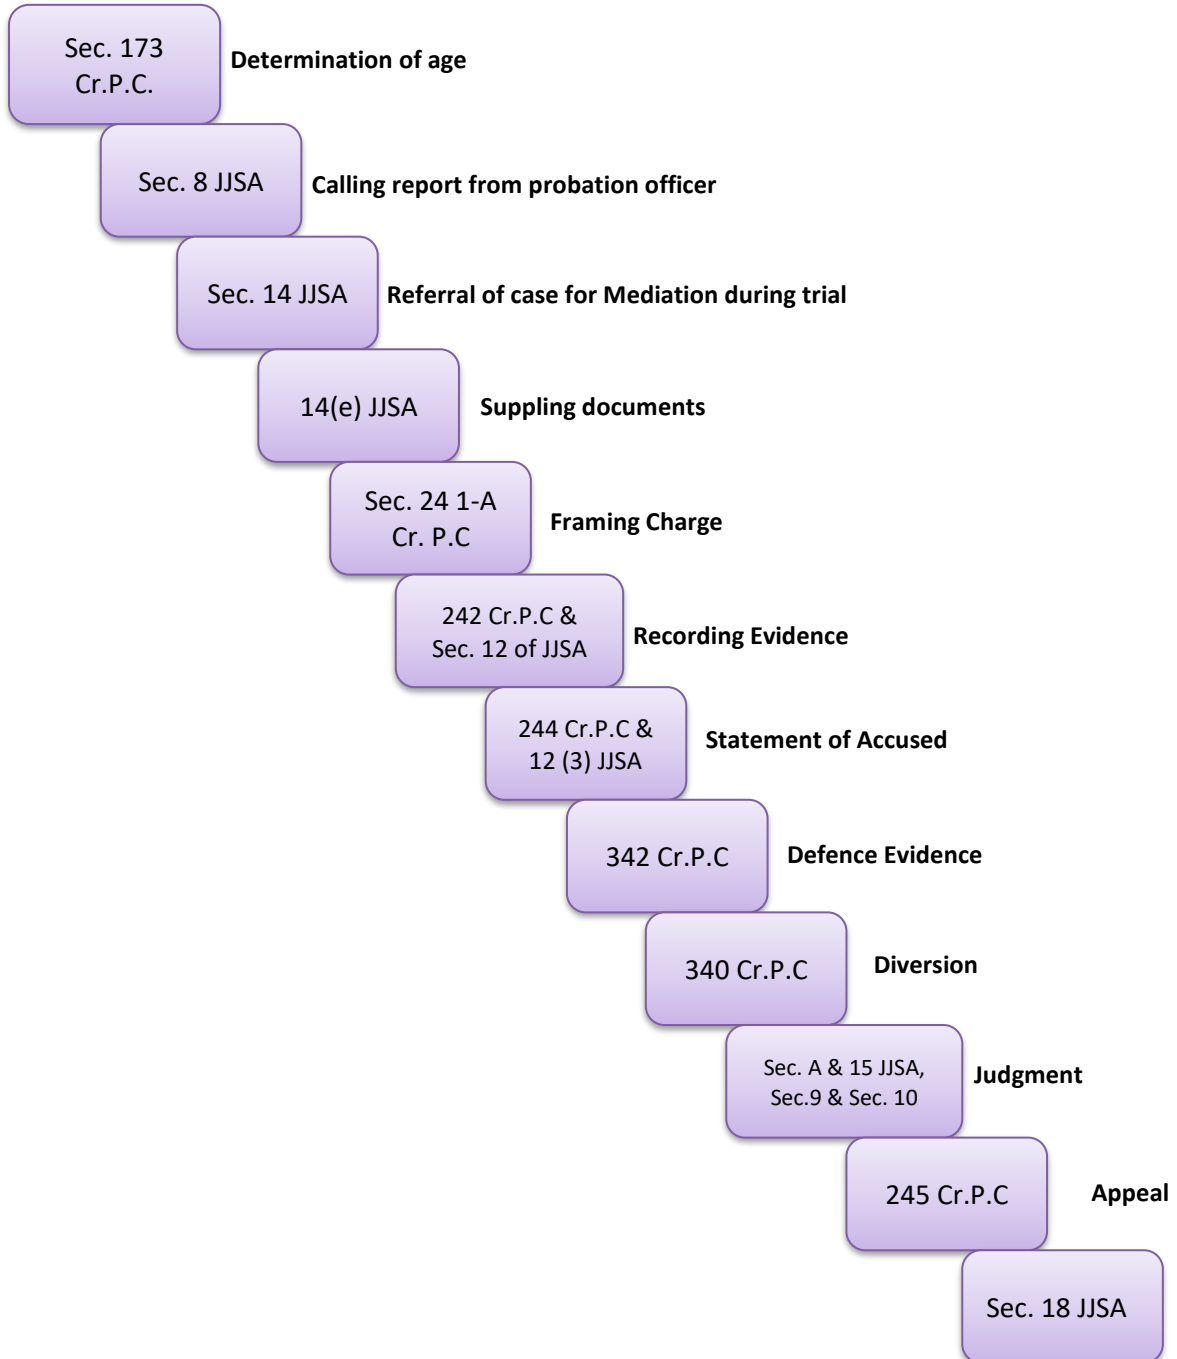 Sec. 173
Cr.P.C.
Determination of age
Sec. 8 JJSA
Calling report from probation officer
Sec. 14 JJSA
Referral of case for Mediation during trial
14(e) JJSA
Suppling documents
Sec. 24 1-A
Cr. P.C
Framing Charge
242 Cr.P.C &
Sec. 12 of JJSA
Recording Evidence
244 Cr.P.C &
12 (3) JJSA
Statement of Accused
342 Cr.P.C
Defence Evidence
340 Cr.P.C
Diversion
Sec. A & 15 JJSA,
Sec.9 & Sec. 10
Judgment
245 Cr.P.C
Appeal
Sec. 18 JJSA